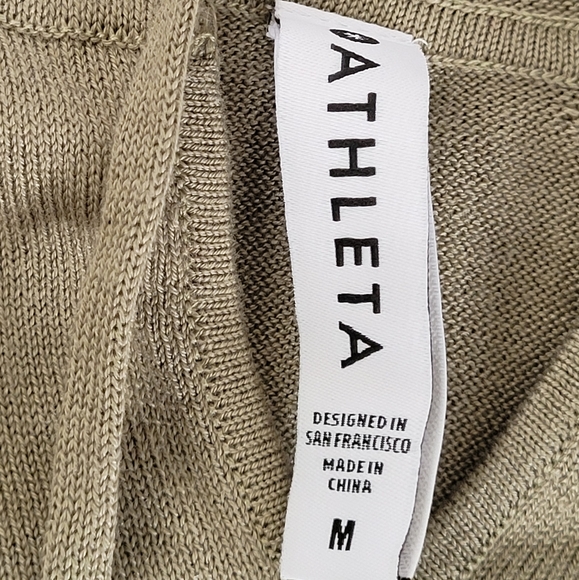 ATHLETA
DESIGNED IN
SAN FRANCISCO
MADE IN
CHINA
M